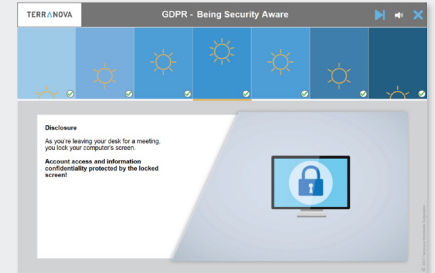 TERRANOVA
GDPR - Being Security Aware
Disclosure
As you're leaving your desk for a meeting,
you lock your computer's screen.
Account access and information
confidentiality protected by the locked
screen!